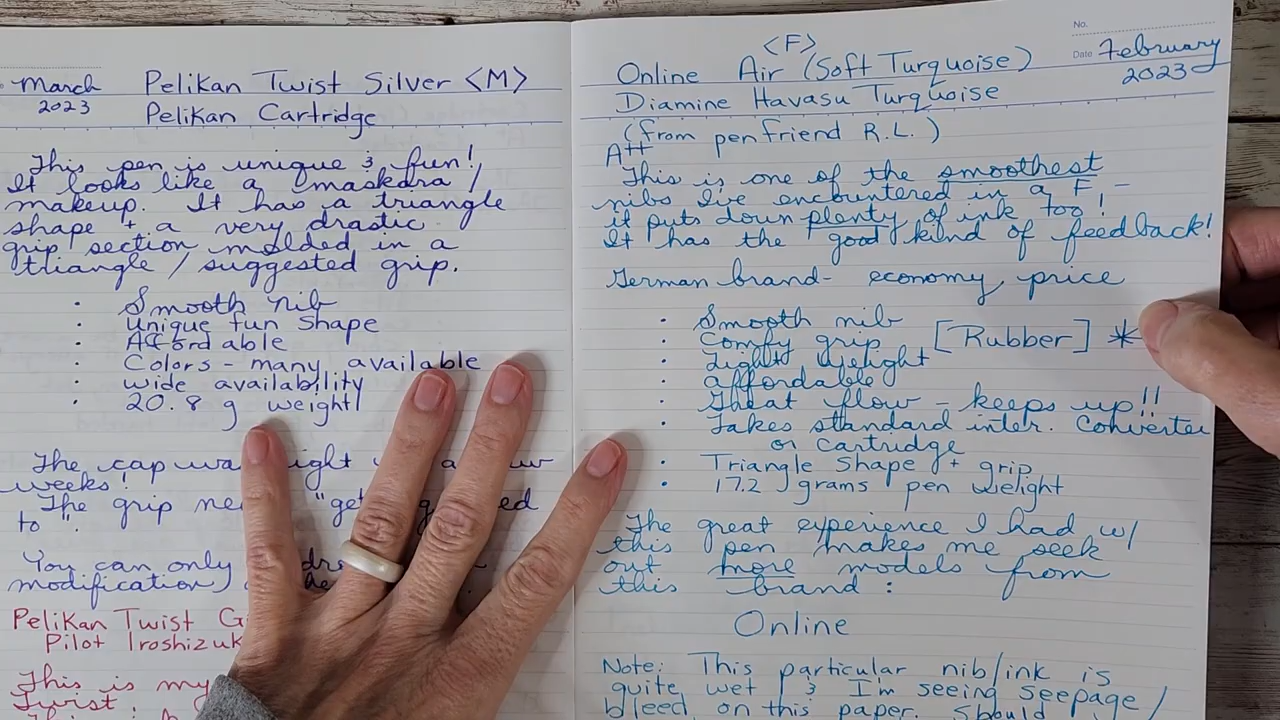 March 2023
Pelikan Twist Silver <M>
Pelikan Cartridge
This pen is unique & fun!
It looks like a maskara /
makeup. It has a triangle
shape + a very drastic
grip section molded in a
triangle / suggested grip.
· Smooth nib
· Unique fun shape
· Affordable
· Colors - many available
· wide availability
· 20.8 g weight
The cap wa
weeks!
The grip ne "get ed
to".
You can only
modification
Pelikan Twist G
Pilot Iroshizuk
This is my
Twist.
No.
Date February
2023
<F>
Online Air (Soft Turquoise)
Diamine Havasu Turquoise
(from pen friend R.L.)
A++
This is one of the smoothest
nibs I've encountered in a F -
it puts down plenty of ink too!
It has the "good" kind of feedback!
German brand - economy price
· Smooth nib
· Comfy grip [Rubber] *
· Light weight
· affordable
· Great flow - keeps up!!
· Takes standard inter. converter
or cartridge
· Triangle shape + grip
· 17.2 grams pen weight
The great experience I had w/
this pen makes me seek
out more models from
this brand :
Online
Note: This particular nib/ink is
quite wet & I'm seeing seepage /
bleed on this paper. Should